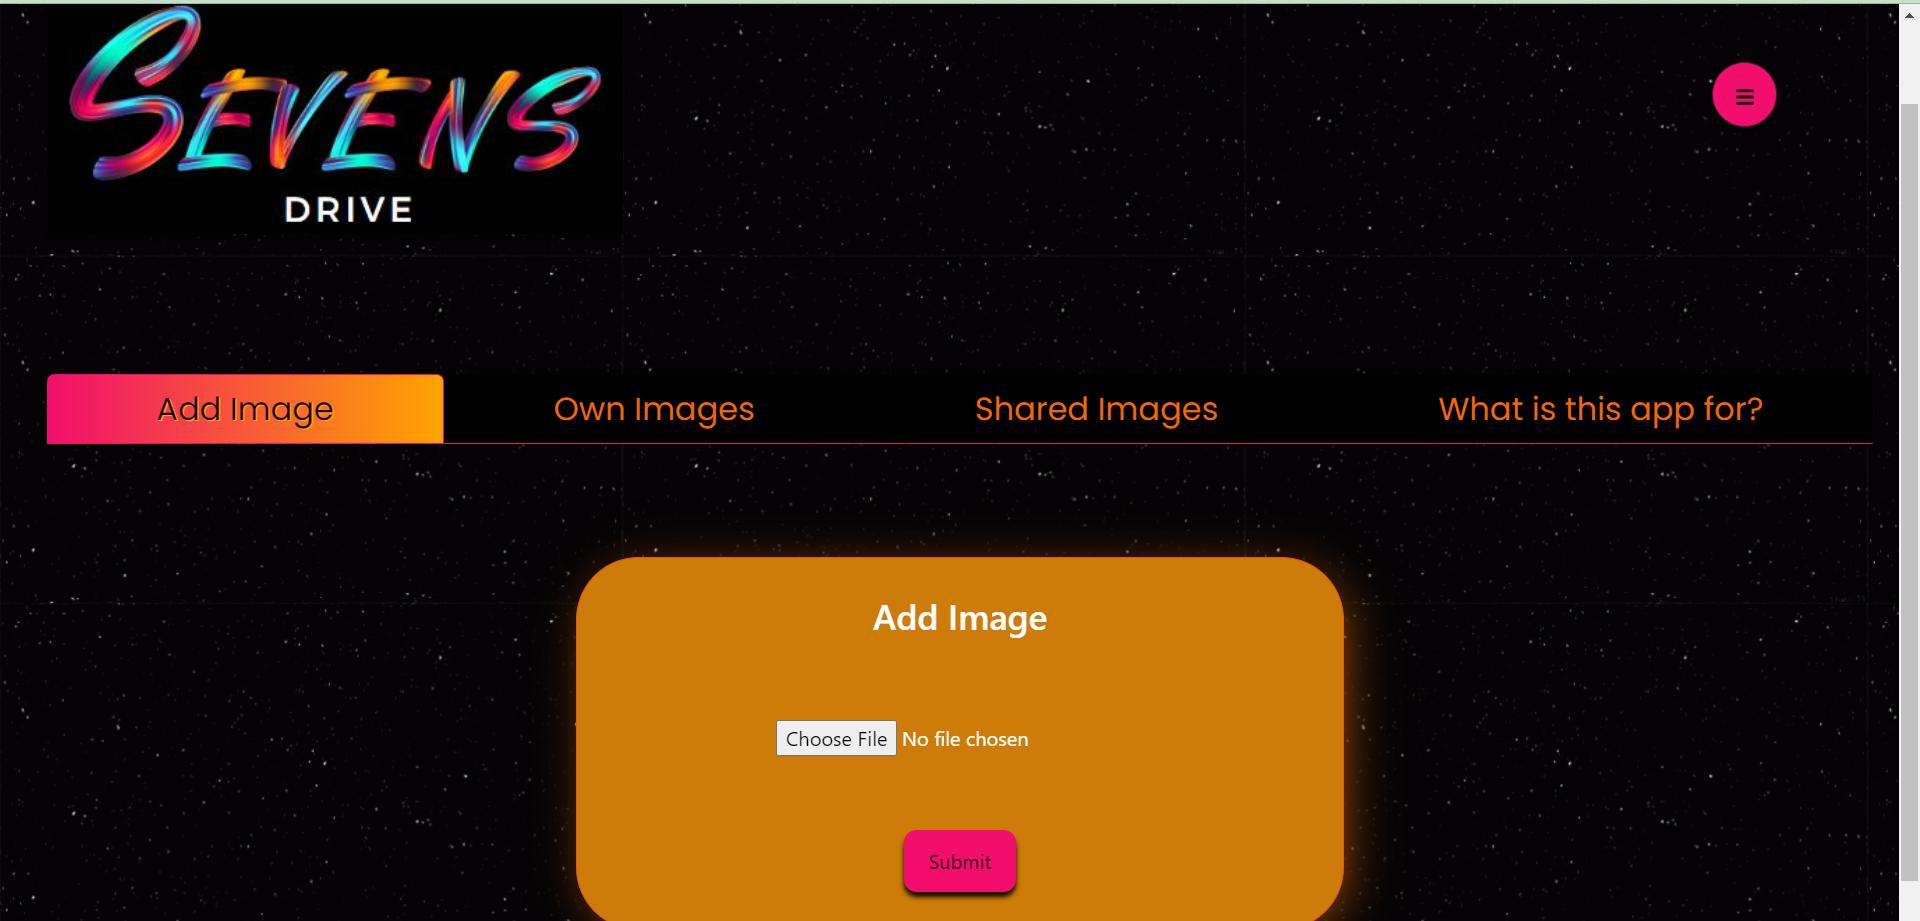 SEVENS
DRIVE
Add Image
Own Images
Shared Images
What is this app for?
Add Image
Choose File No file chosen
Submit